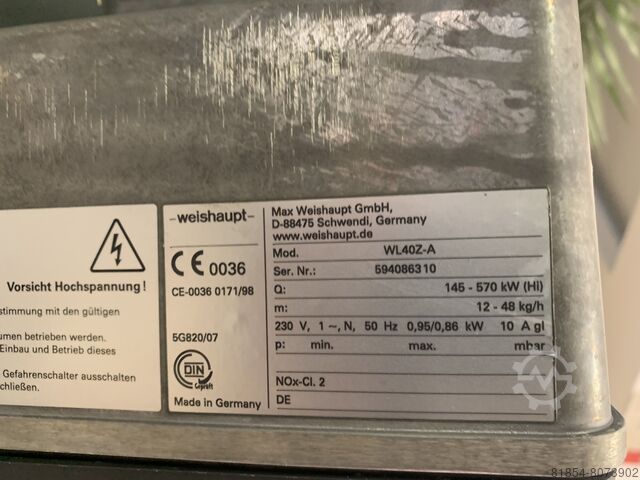 Vorsicht Hochspannung !
stimmung mit den gültigen
umen betrieben werden.
Einbau und Betrieb dieses
Gefahrenschalter ausschalten
chließen.
-weishaupt-
CE 0036
CE-0036 0171/98
5G820/07
DIN
Geprüft
Made in Germany
Max Weishaupt GmbH,
D-88475 Schwendi, Germany
www.weishaupt.de
Mod. WL40Z-A
Ser. Nr.: 594086310
Q: 145 - 570 kW (Hi)
m: 12 - 48 kg/h
230 V, 1 ~, N, 50 Hz 0,95/0,86 kW 10 A gl
p: min. max. mbar
NOx-Cl. 2
DE
81854-8073902